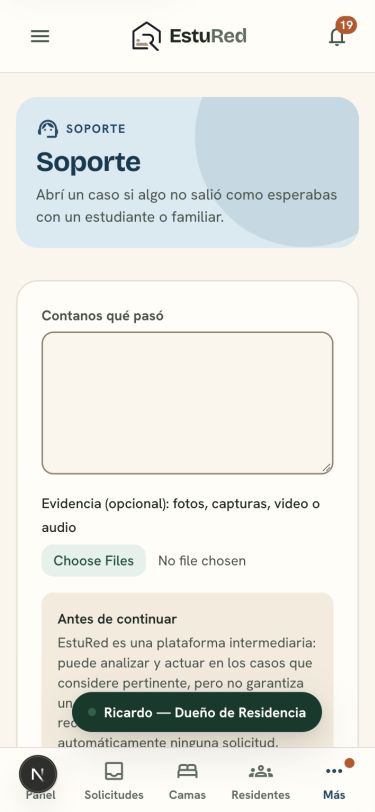 EstuRed
19
SOPORTE
Soporte
Abrí un caso si algo no salió como esperabas
con un estudiante o familiar.
Contanos qué pasó
Evidencia (opcional): fotos, capturas, video o
audio
Choose Files No file chosen
Antes de continuar
EstuRed es una plataforma intermediaria:
puede analizar y actuar en los casos que
considere pertinente, pero no garantiza
Ricardo — Dueño de Residencia
automáticamente ninguna solicitud.
N
Panel Solicitudes Camas Residentes Más